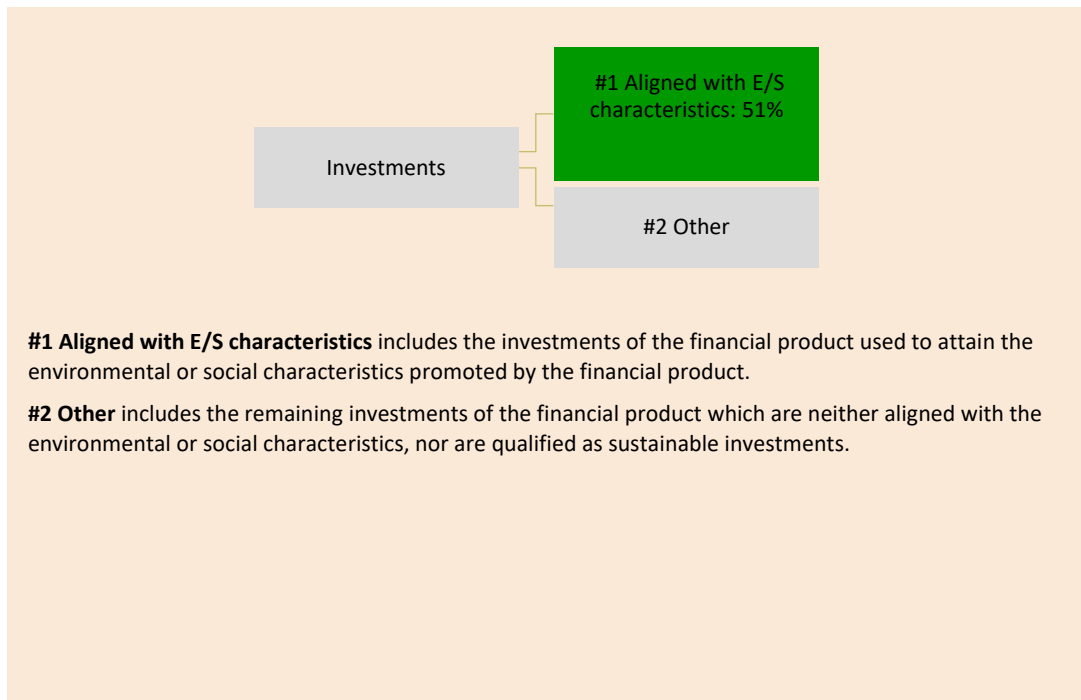 #1 Aligned with E/S
characteristics: 51%
Investments
#2 Other
#1 Aligned with E/S characteristics includes the investments of the financial product used to attain the
environmental or social characteristics promoted by the financial product.
#2 Other includes the remaining investments of the financial product which are neither aligned with the
environmental or social characteristics, nor are qualified as sustainable investments.